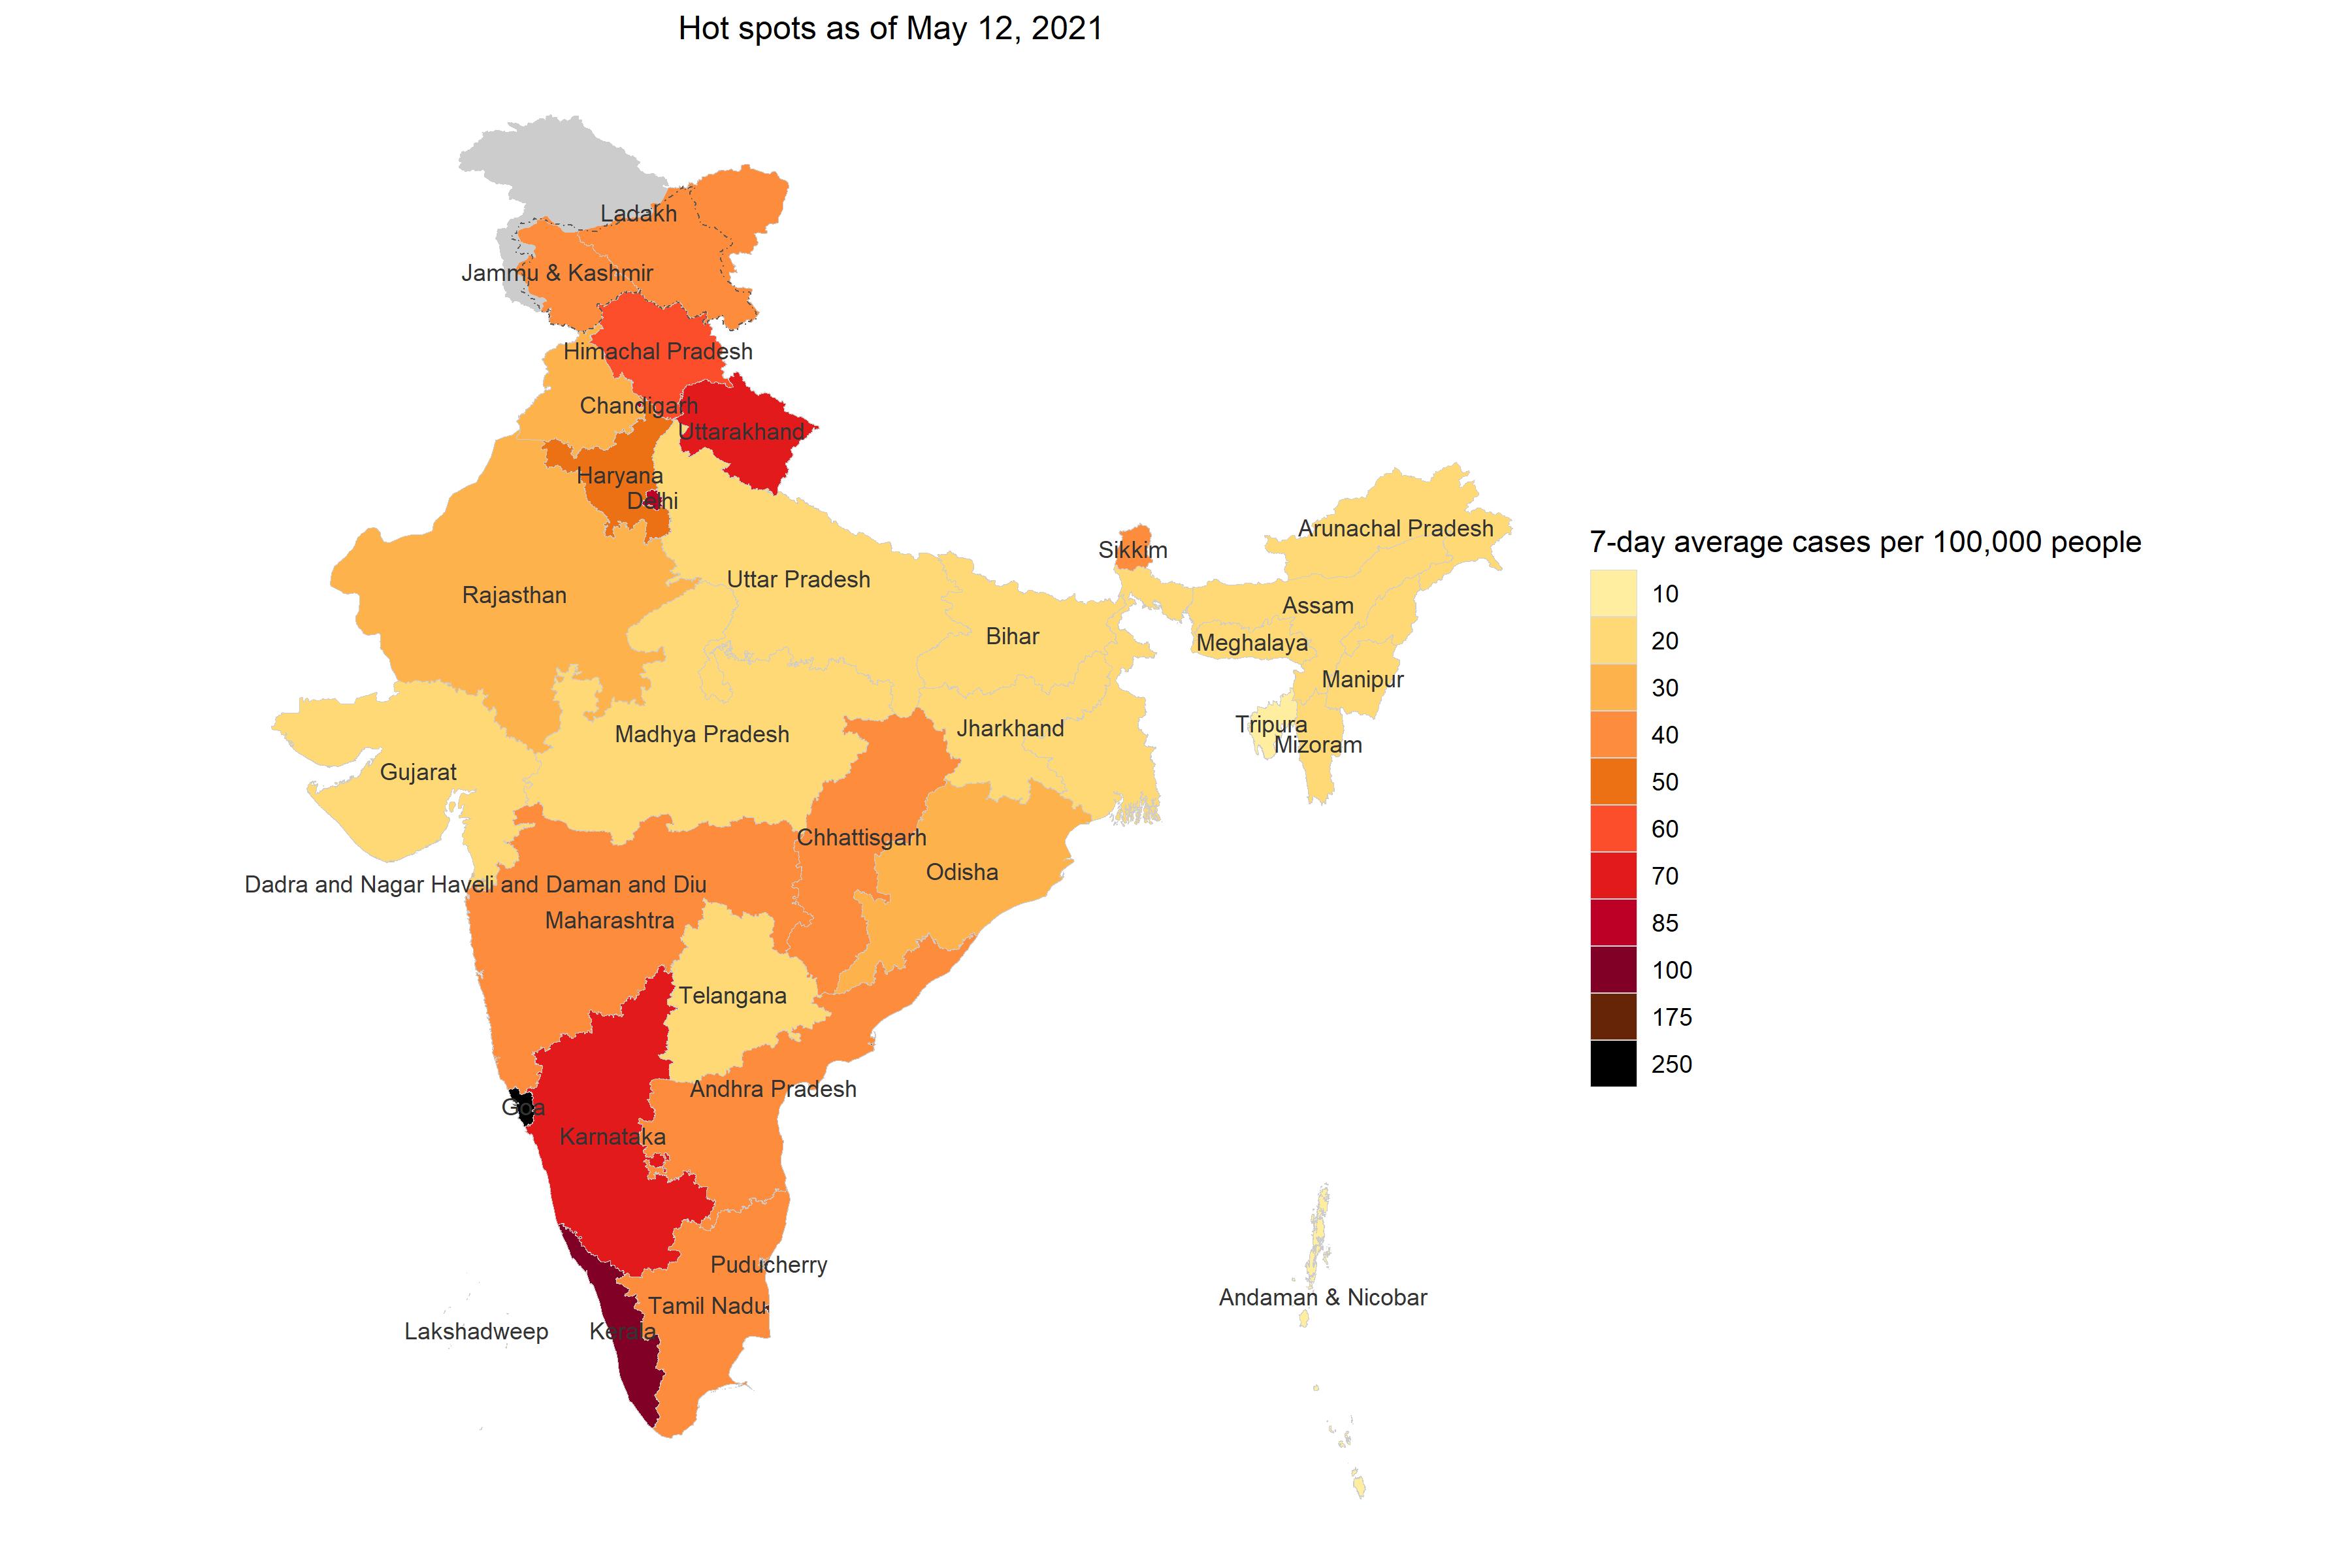 Hot spots as of May 12, 2021
Ladakh
Jammu & Kashmir
Himachal Pradesh
Chandigarh
Uttarakhand
Haryana
Delhi
Arunachal Pradesh
Sikkim
Uttar Pradesh
Rajasthan
Assam
Bihar
Meghalaya
Manipur
Tripura
Jharkhand
Madhya Pradesh
Mizoram
Gujarat
Chhattisgarh
Odisha
Dadra and Nagar Haveli and Daman and Diu
Maharashtra
Telangana
Andhra Pradesh
Goa
Karnataka
Puducherry
Andaman & Nicobar
Tamil Nadu
Lakshadweep
Kerala
7-day average cases per 100,000 people
10
20
30
40
50
60
70
85
100
175
250